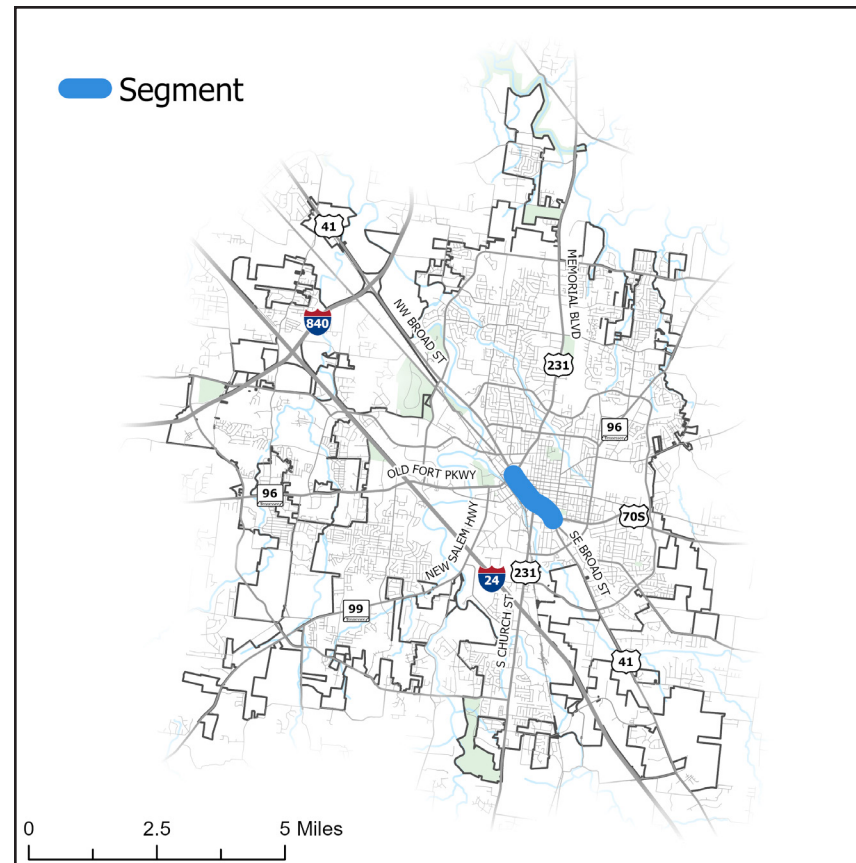 Segment
41
840
NW BROAD ST
MEMORIAL BLVD
231
96
OLD FORT PKWY
96
70S
NEW SALEM HWY
SE BROAD ST
24
231
99
S CHURCH ST
41
0
2.5
5 Miles